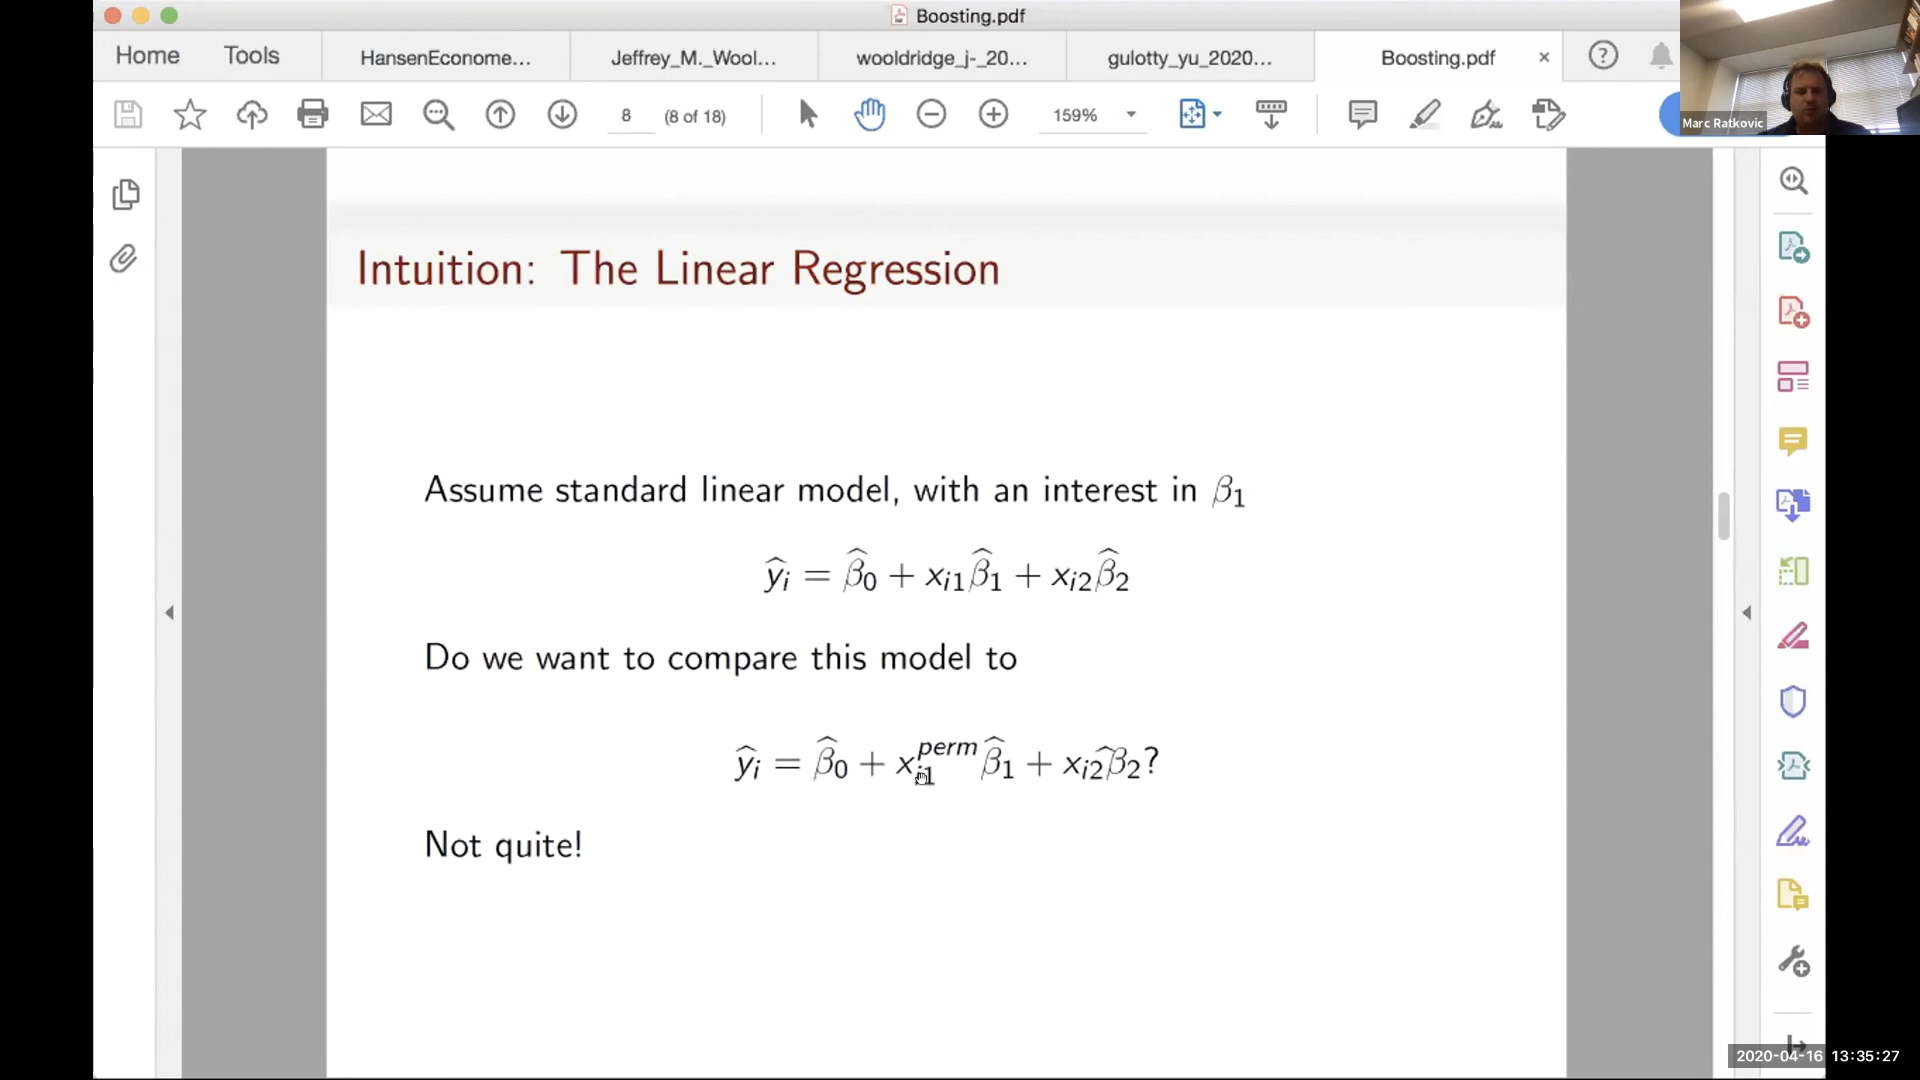 Boosting.pdf
Home Tools HansenEconome... Jeffrey_M._Wool... wooldridge_j-_20... gulotty_yu_2020... Boosting.pdf ×
8 (8 of 18) 159%
Marc Ratkovic
Intuition: The Linear Regression
Assume standard linear model, with an interest in β₁
ŷᵢ = β̂₀ + xᵢ₁β̂₁ + xᵢ₂β̂₂
Do we want to compare this model to
ŷᵢ = β̂₀ + xᵢ₁^perm β̂₁ + xᵢ₂β̂₂?
Not quite!
2020-04-16 13:35:27